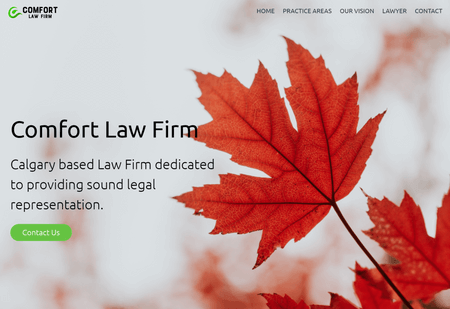 COMFORT
LAW FIRM
HOME PRACTICE AREAS OUR VISION LAWYER CONTACT
Comfort Law Firm
Calgary based Law Firm dedicated
to providing sound legal
representation.
Contact Us